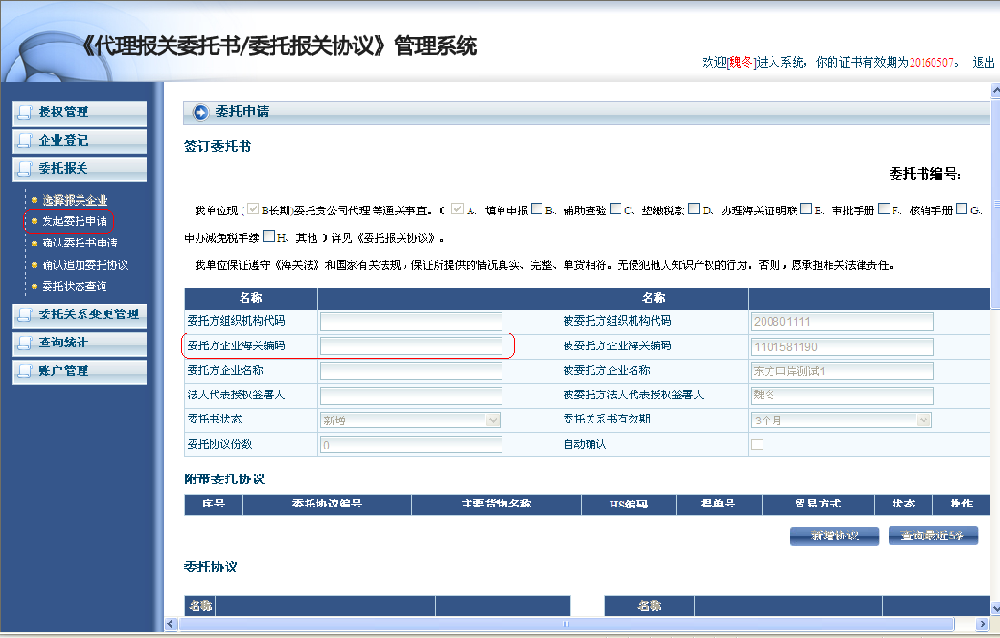 《代理报关委托书/委托报关协议》管理系统
欢迎[魏冬]进入系统，你的证书有效期为20160507。 退出
授权管理
企业登记
委托报关
选择报关企业
发起委托申请
确认委托书申请
确认追加委托协议
委托状态查询
委托关系变更管理
查询统计
账户管理
委托申请
签订委托书
委托书编号：
我单位现（ B长期)委托贵公司代理 等通关事宜。( A、填单申报 B、辅助查验 C、垫缴税款 D、办理海关证明联 E、审批手册 F、核销手册 G、
申办减免税手续 H、其他 ) 详见《委托报关协议》。
我单位保证遵守《海关法》和国家有关法规，保证所提供的情况真实、完整、单货相符。无侵犯他人知识产权的行为。否则，愿承担相关法律责任。
名称 名称
委托方组织机构代码 被委托方组织机构代码 200801111
委托方企业海关编码 被委托方企业海关编码 1101581190
委托方企业名称 被委托方企业名称 东方口岸测试1
法人代表授权签署人 被委托方法人代表授权签署人 魏冬
委托书状态 新增 委托关系书有效期 3个月
委托协议份数 0 自动确认
附带委托协议
序号 委托协议编号 主要货物名称 HS编码 提单号 贸易方式 状态 操作
新增协议 查询最近5条
委托协议
名称 名称